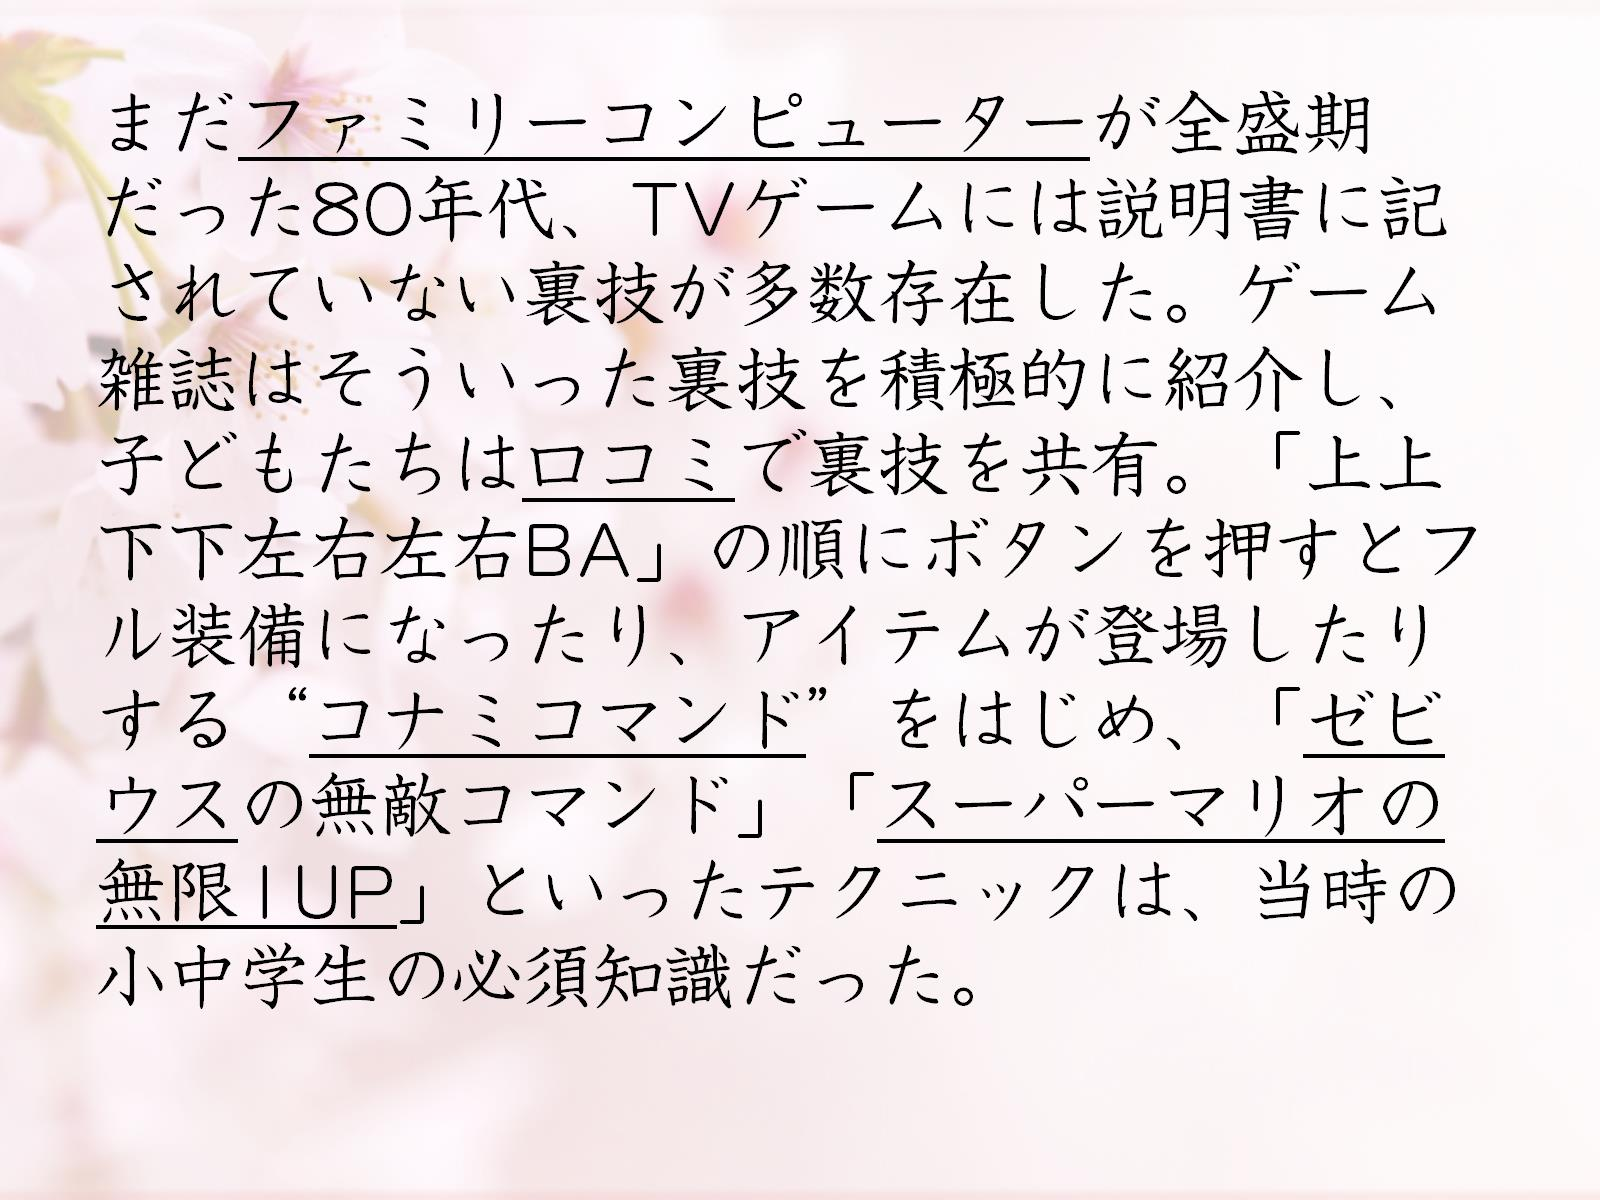 まだファミリーコンピューターが全盛期
だった80年代、TVゲームには説明書に記
されていない裏技が多数存在した。ゲーム
雑誌はそういった裏技を積極的に紹介し、
子どもたちは口コミで裏技を共有。「上上
下下左右左右BA」の順にボタンを押すとフ
ル装備になったり、アイテムが登場したり
する“コナミコマンド”をはじめ、「ゼビ
ウスの無敵コマンド」「スーパーマリオの
無限1UP」といったテクニックは、当時の
小中学生の必須知識だった。